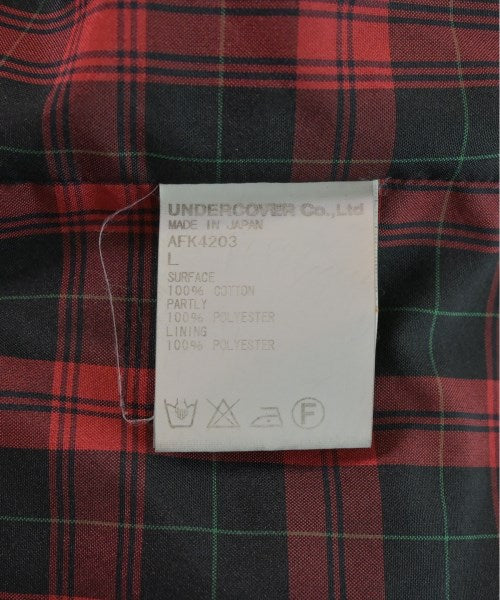 UNDERCOVER Co.,Ltd
MADE IN JAPAN
AFK4203
L
SURFACE
100% COTTON
PARTLY
100% POLYESTER
LINING
100% POLYESTER
F